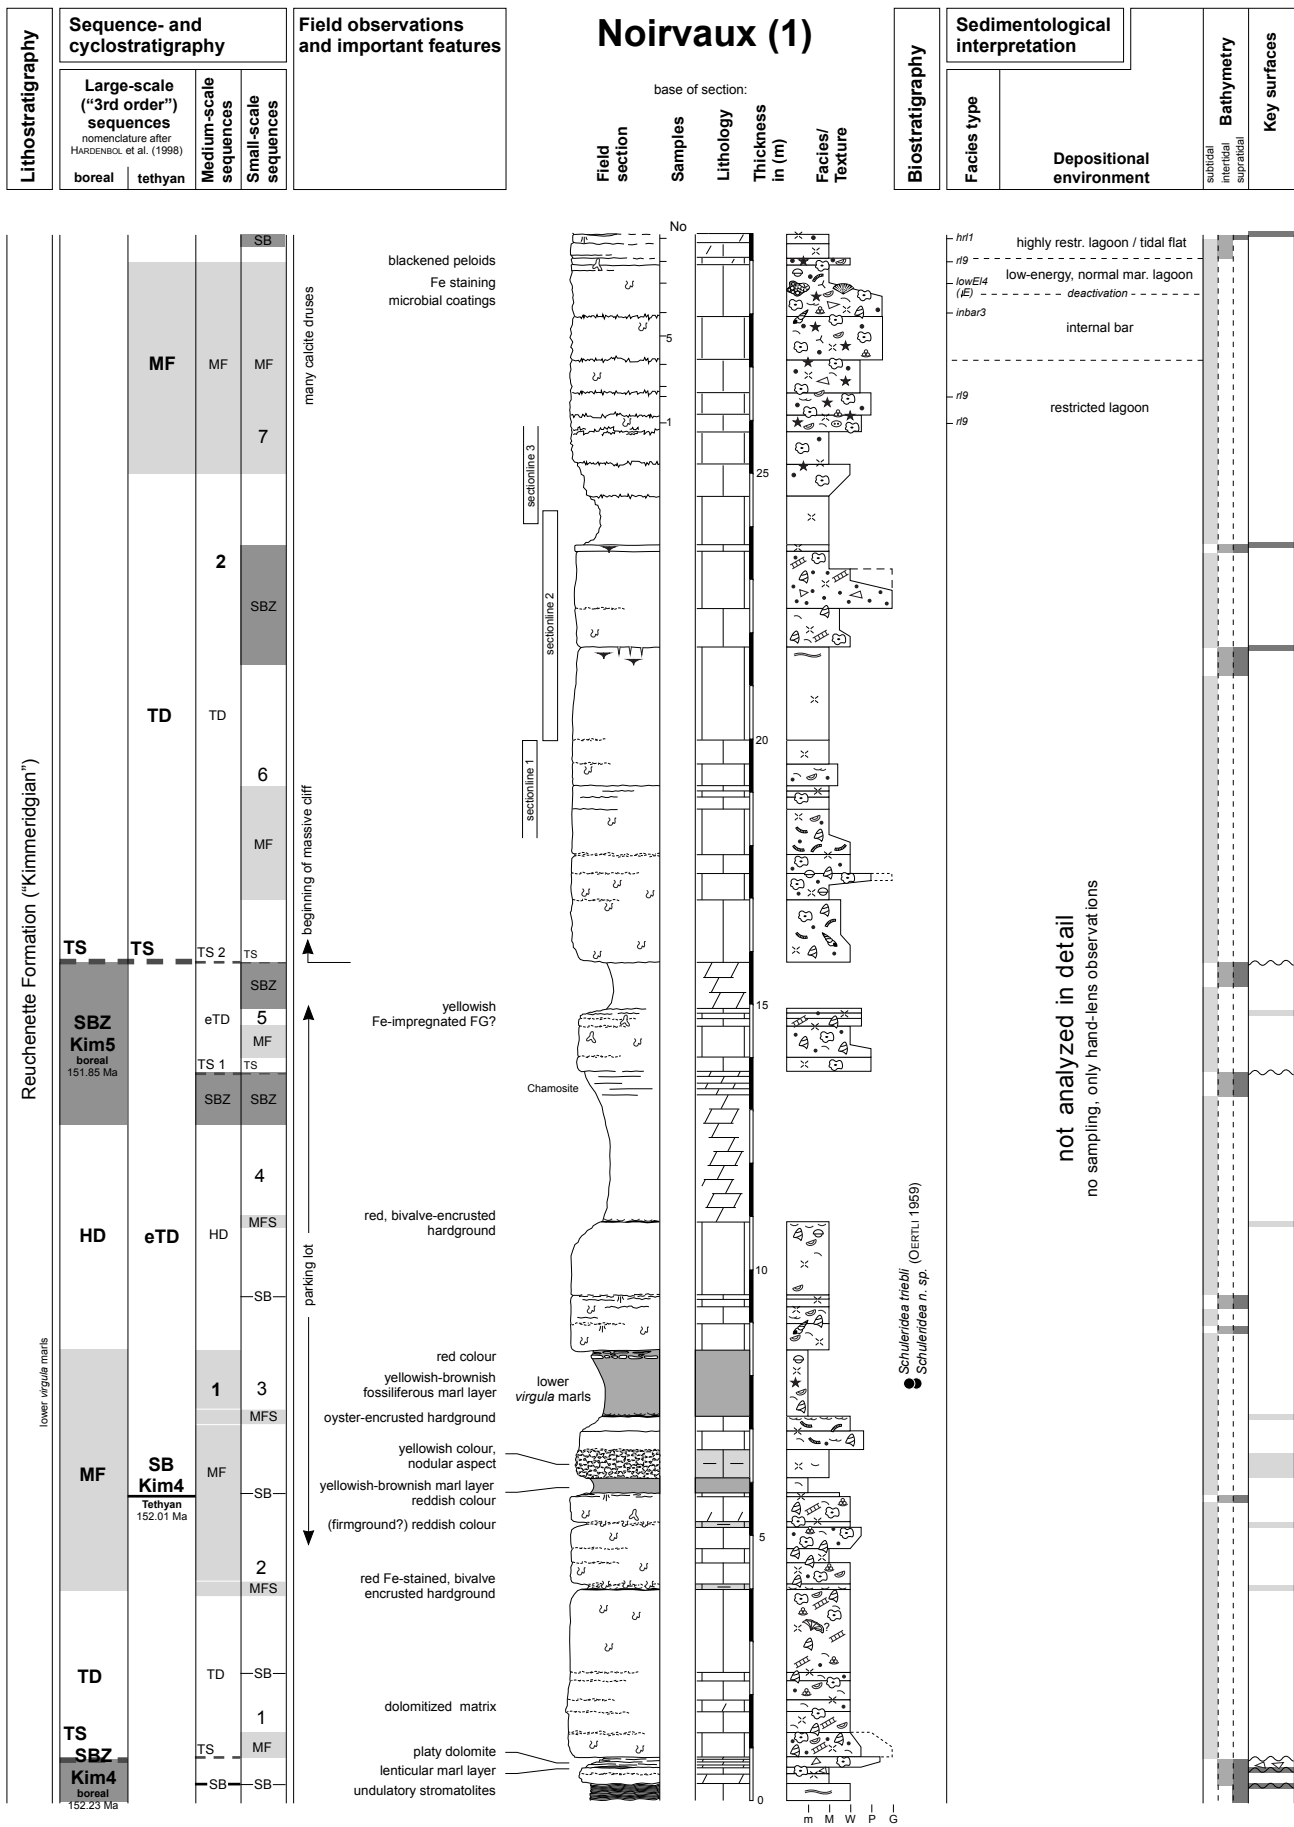 Noirvaux (1)
base of section:
Lithostratigraphy
Sequence- and
cyclostratigraphy
Large-scale
("3rd order")
sequences
nomenclature after
HARDENBOL et al. (1998)
boreal
tethyan
Medium-scale
sequences
Small-scale
sequences
Field observations
and important features
Field
section
Samples
Lithology
Thickness
in (m)
Facies/
Texture
Biostratigraphy
Sedimentological
interpretation
Facies type
Depositional
environment
Bathymetry
subtidal
intertidal
supratidal
Key surfaces
Reuchenette Formation ("Kimmeridgian")
lower virgula marls
TS
SBZ
Kim5
boreal
151.85 Ma
HD
MF
TD
TS
SBZ
Kim4
boreal
152.23 Ma
MF
TD
TS
eTD
SB
Kim4
Tethyan
152.01 Ma
MF
2
TD
TS 2
eTD
TS 1
SBZ
HD
1
MF
TD
TS
SB
SB
MF
7
SBZ
6
MF
TS
SBZ
5
MF
TS
SBZ
4
MFS
SB
3
MFS
SB
2
MFS
SB
1
MF
SB
many calcite druses
beginning of massive cliff
parking lot
blackened peloids
Fe staining
microbial coatings
yellowish
Fe-impregnated FG?
Chamosite
red, bivalve-encrusted
hardground
red colour
yellowish-brownish
fossiliferous marl layer
lower
virgula marls
oyster-encrusted hardground
yellowish colour,
nodular aspect
yellowish-brownish marl layer
reddish colour
(firmground?) reddish colour
red Fe-stained, bivalve
encrusted hardground
dolomitized matrix
platy dolomite
lenticular marl layer
undulatory stromatolites
sectionline 3
sectionline 2
sectionline 1
No
5
1
25
20
15
10
5
0
?
m M W P G
Schuleridea triebli (OERTLI 1959)
Schuleridea n. sp.
hrl1
rl9
lowEl4
inbar3
rl9
rl9
highly restr. lagoon / tidal flat
low-energy, normal mar. lagoon
deactivation
internal bar
restricted lagoon
not analyzed in detail
no sampling, only hand-lens observations